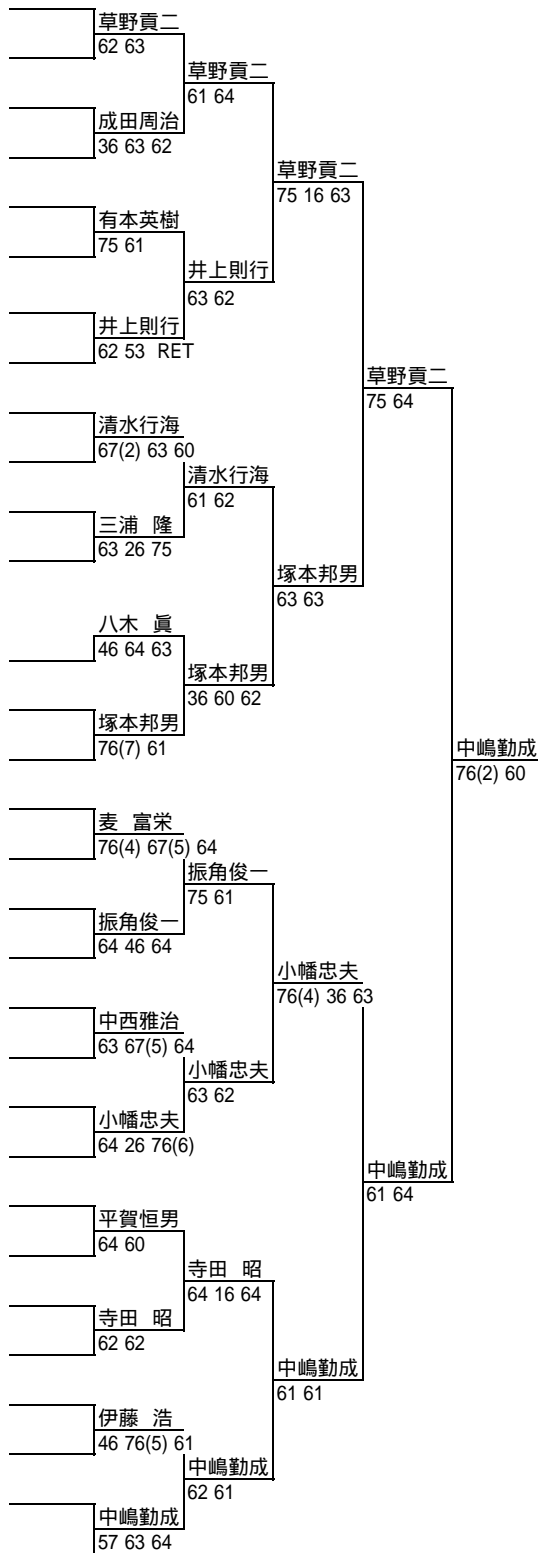 草野貢二
62 63
草野貢二
61 64
成田周治
36 63 62
草野貢二
75 16 63
有本英樹
75 61
井上則行
63 62
井上則行
62 53 RET
草野貢二
75 64
清水行海
67(2) 63 60
清水行海
61 62
三浦 隆
63 26 75
塚本邦男
63 63
八木 眞
46 64 63
塚本邦男
36 60 62
塚本邦男
76(7) 61
中嶋勤成
76(2) 60
麦 富栄
76(4) 67(5) 64
振角俊一
75 61
振角俊一
64 46 64
小幡忠夫
76(4) 36 63
中西雅治
63 67(5) 64
小幡忠夫
63 62
小幡忠夫
64 26 76(6)
中嶋勤成
61 64
平賀恒男
64 60
寺田 昭
64 16 64
寺田 昭
62 62
中嶋勤成
61 61
伊藤 浩
46 76(5) 61
中嶋勤成
62 61
中嶋勤成
57 63 64